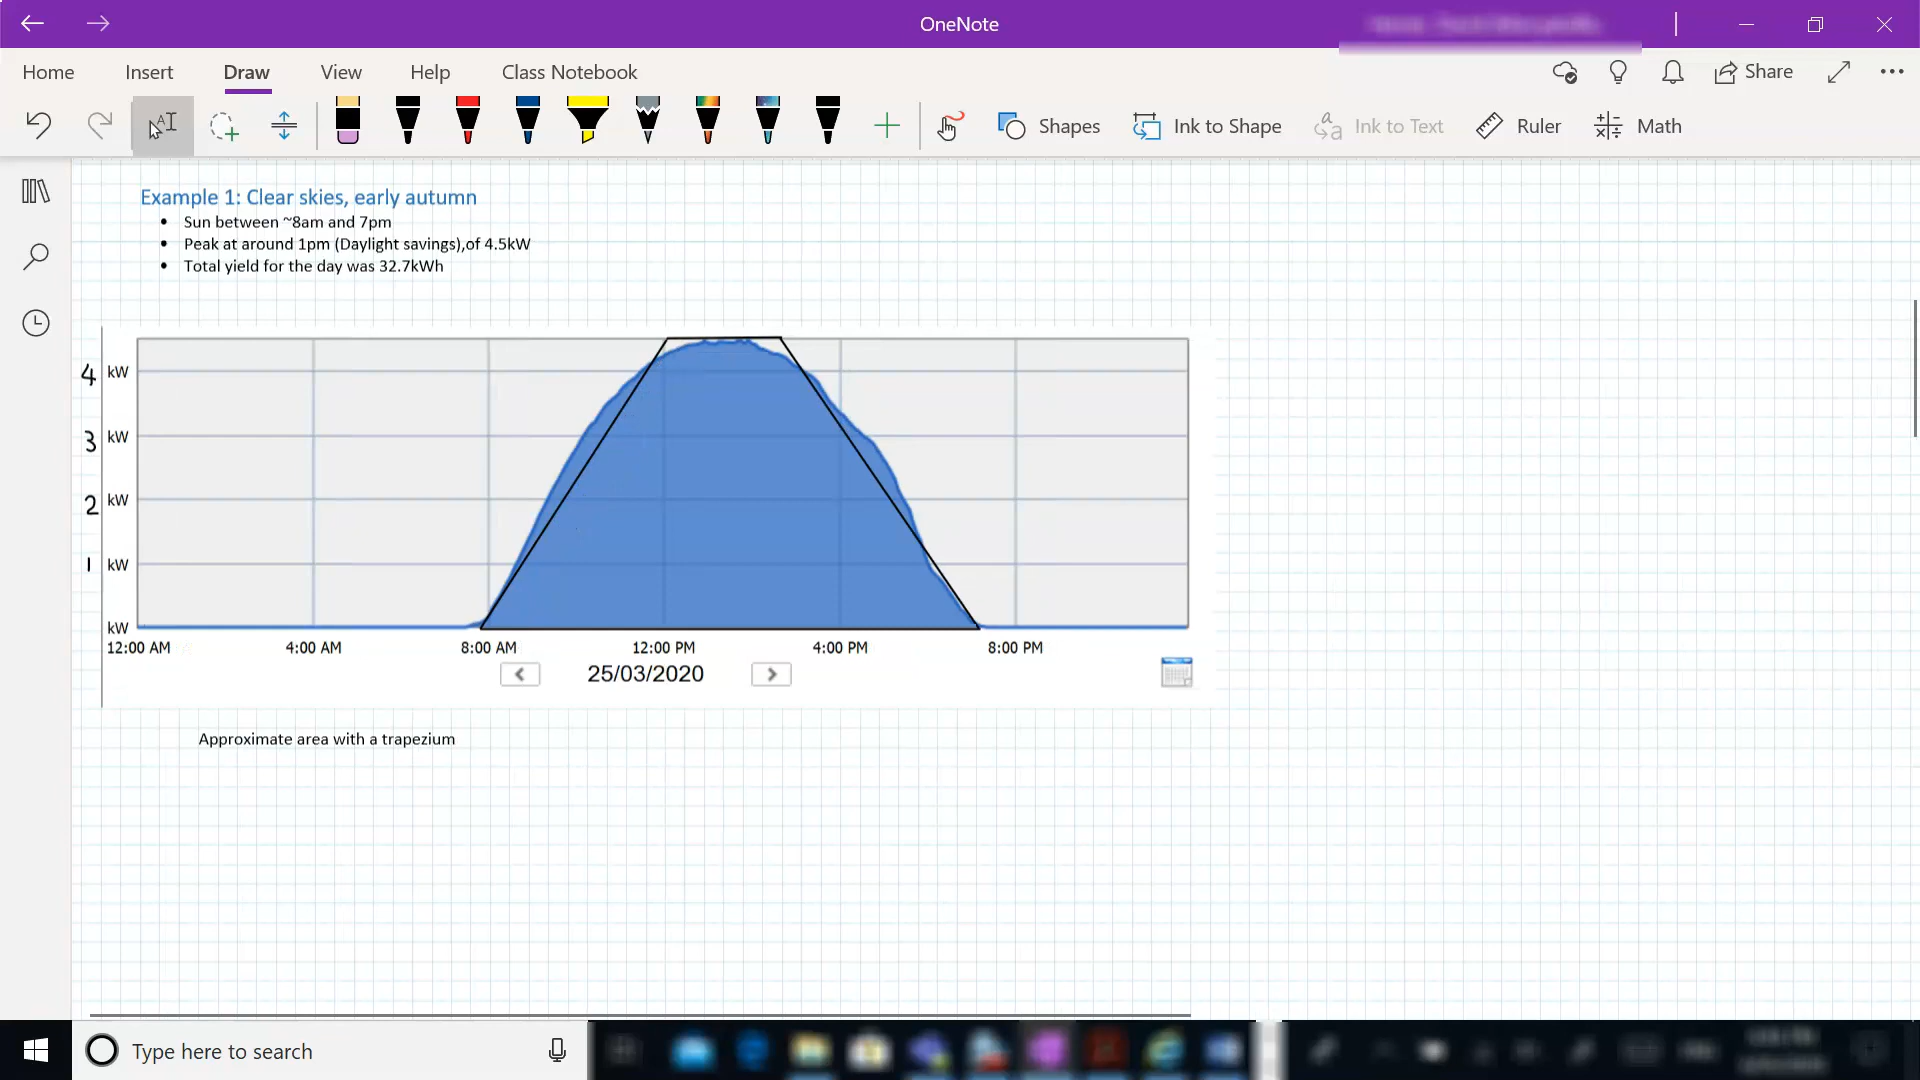 OneNote
Home Insert Draw View Help Class Notebook Share
Shapes Ink to Shape Ink to Text Ruler Math
Example 1: Clear skies, early autumn
• Sun between ~8am and 7pm
• Peak at around 1pm (Daylight savings),of 4.5kW
• Total yield for the day was 32.7kWh
4 kW
3 kW
2 kW
1 kW
kW
12:00 AM 4:00 AM 8:00 AM 12:00 PM 4:00 PM 8:00 PM
25/03/2020
Approximate area with a trapezium
Type here to search